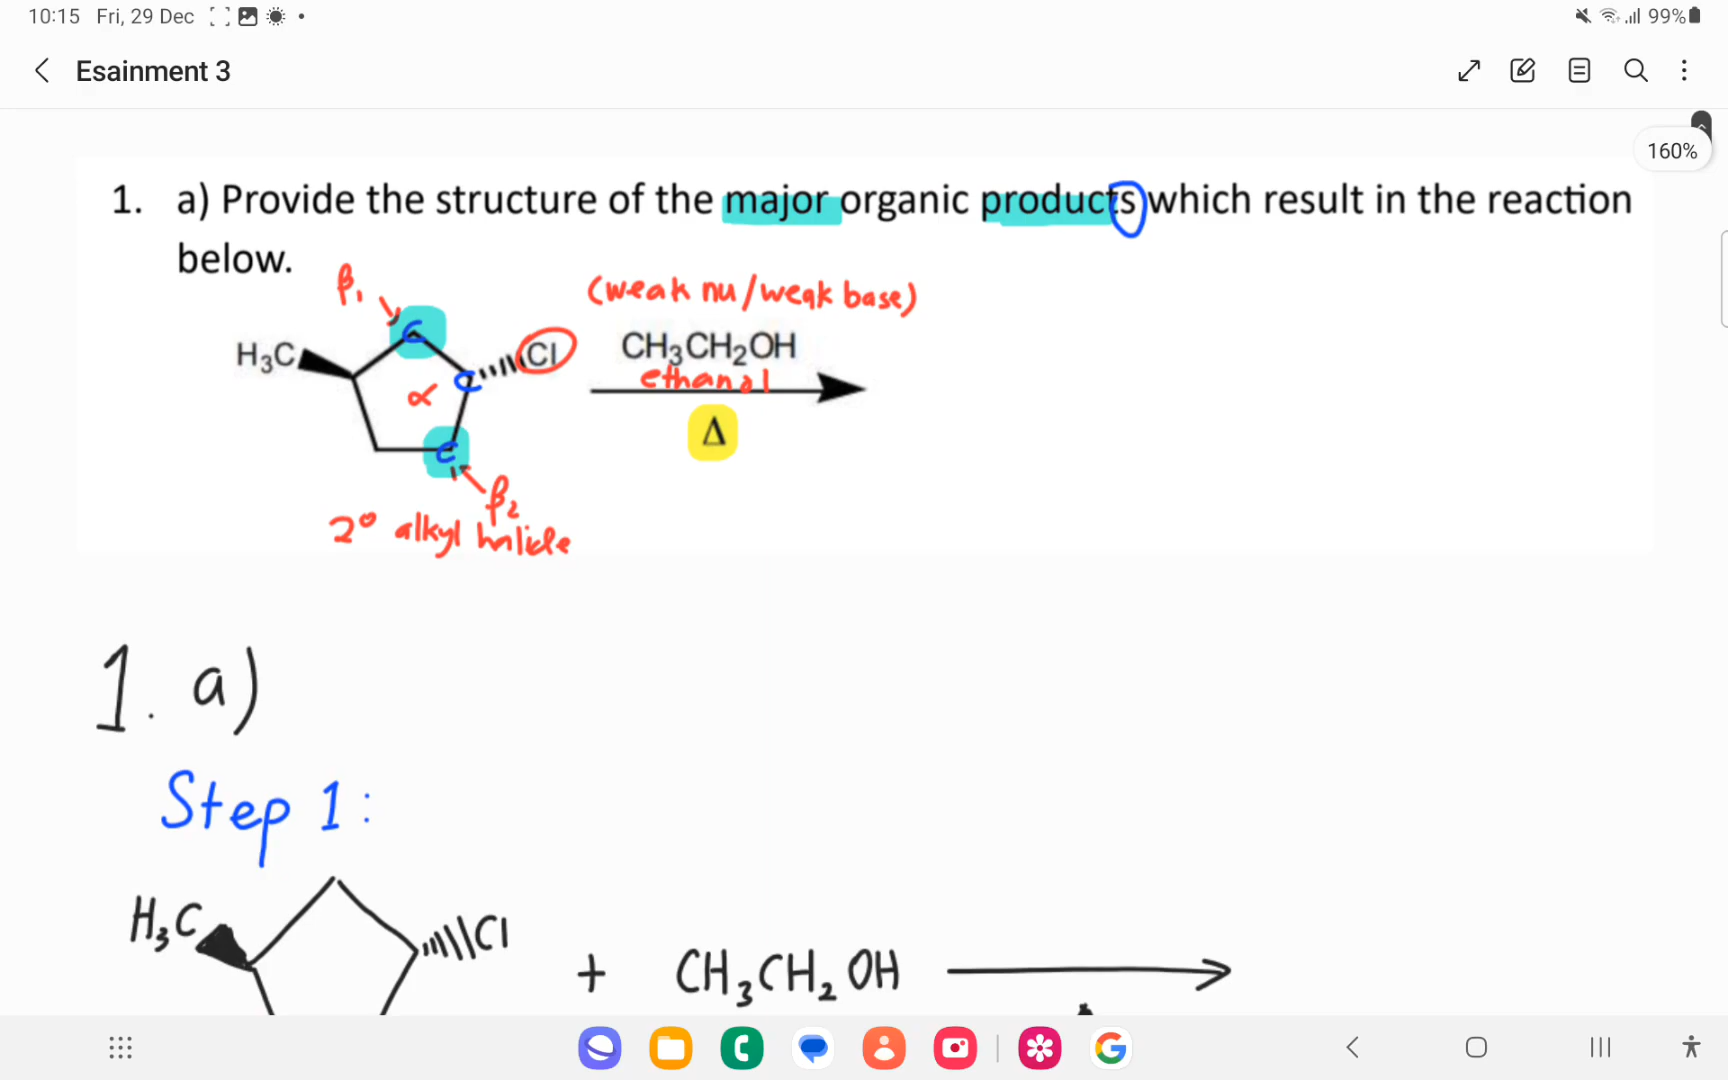 10:15 Fri, 29 Dec
99%
Esainment 3
160%
1. a) Provide the structure of the major organic products which result in the reaction
below.
β₁
(weak nu/weak base)
H₃C
C
Cl
CH₃CH₂OH
C
ethanol
α
Δ
C
β₂
2° alkyl halide
1. a)
Step 1:
H₃C
Cl
+ CH₃CH₂OH